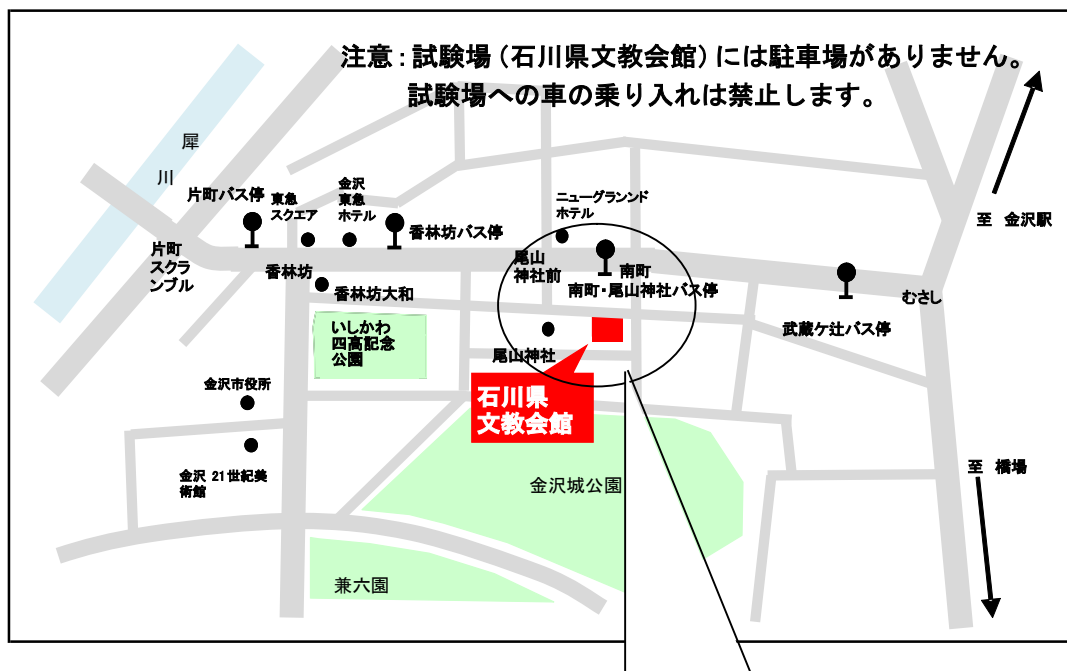 注意：試験場（石川県文教会館）には駐車場がありません。
試験場への車の乗り入れは禁止します。
犀
川
片町バス停
東急
スクエア
金沢
東急
ホテル
香林坊バス停
ニューグランンド
ホテル
至 金沢駅
片町
スクラ
ンブル
香林坊
尾山
神社前
南町
南町・尾山神社バス停
香林坊大和
むさし
武蔵ケ辻バス停
いしかわ
四高記念
公園
尾山神社
金沢市役所
石川県
文教会館
金沢 21世紀美
術館
金沢城公園
至 橋場
兼六園